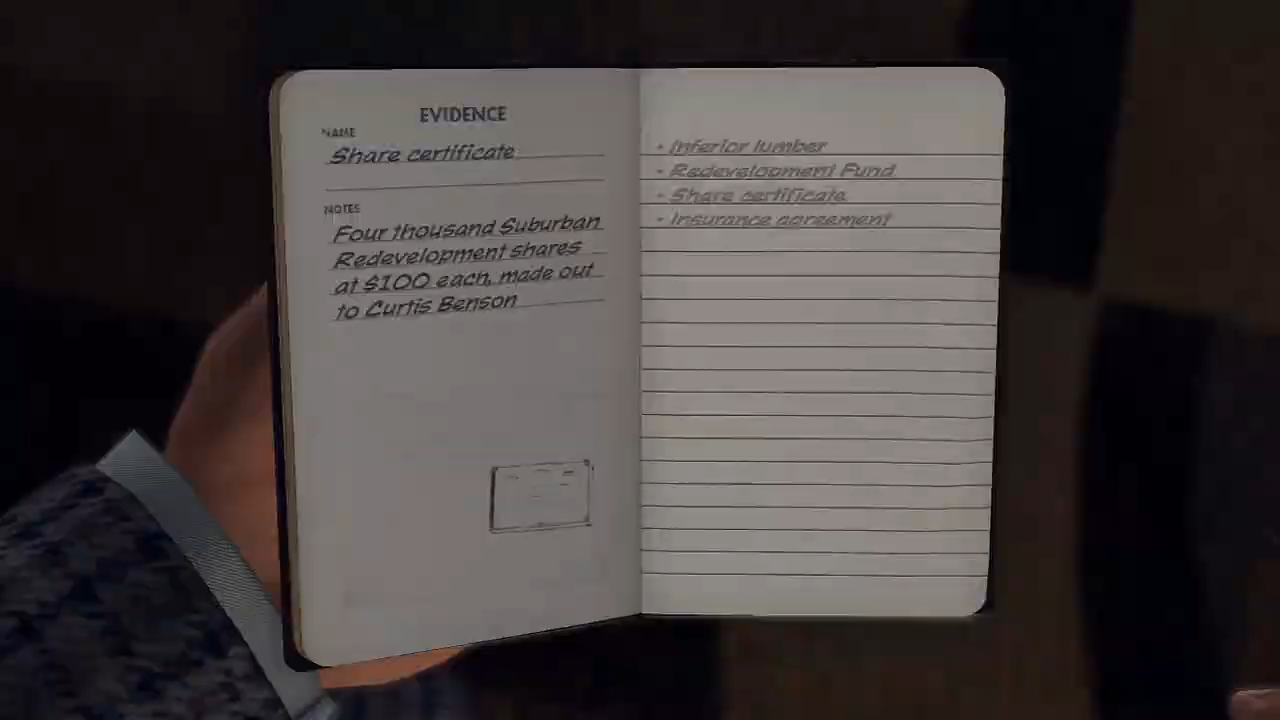 EVIDENCE
NAME
Share certificate
NOTES
Four thousand Suburban
Redevelopment shares
at $100 each, made out
to Curtis Benson
- Inferior lumber
- Redevelopment Fund
- Share certificate
- Insurance agreement